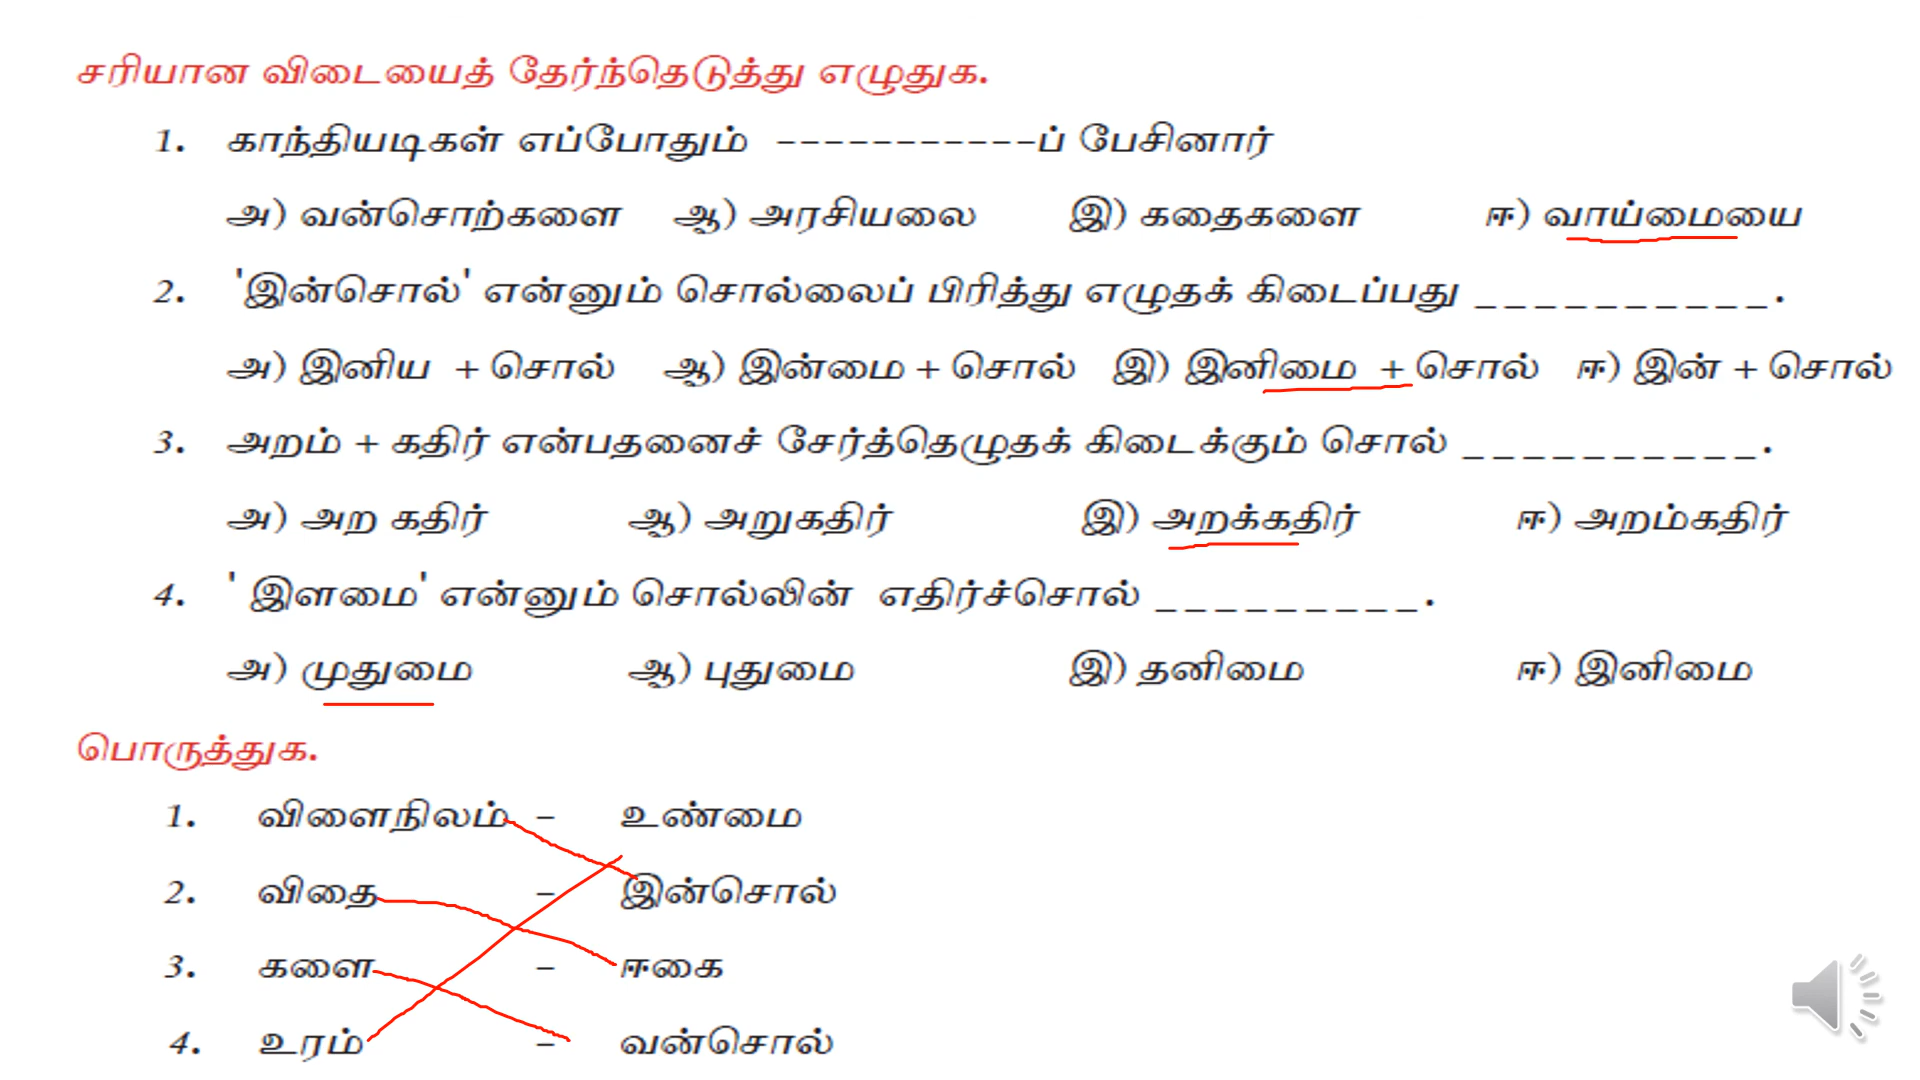 சரியான விடையைத் தேர்ந்தெடுத்து எழுதுக.
1. காந்தியடிகள் எப்போதும் -----------ப் பேசினார்
அ) வன்சொற்களை ஆ) அரசியலை இ) கதைகளை ஈ) வாய்மையை
2. 'இன்சொல்' என்னும் சொல்லைப் பிரித்து எழுதக் கிடைப்பது __________.
அ) இனிய + சொல் ஆ) இன்மை + சொல் இ) இனிமை + சொல் ஈ) இன் + சொல்
3. அறம் + கதிர் என்பதனைச் சேர்த்தெழுதக் கிடைக்கும் சொல் __________.
அ) அற கதிர் ஆ) அறுகதிர் இ) அறக்கதிர் ஈ) அறம்கதிர்
4. ' இளமை' என்னும் சொல்லின் எதிர்ச்சொல் _________.
அ) முதுமை ஆ) புதுமை இ) தனிமை ஈ) இனிமை
பொருத்துக.
1. விளைநிலம் – உண்மை
2. விதை – இன்சொல்
3. களை – ஈகை
4. உரம் – வன்சொல்